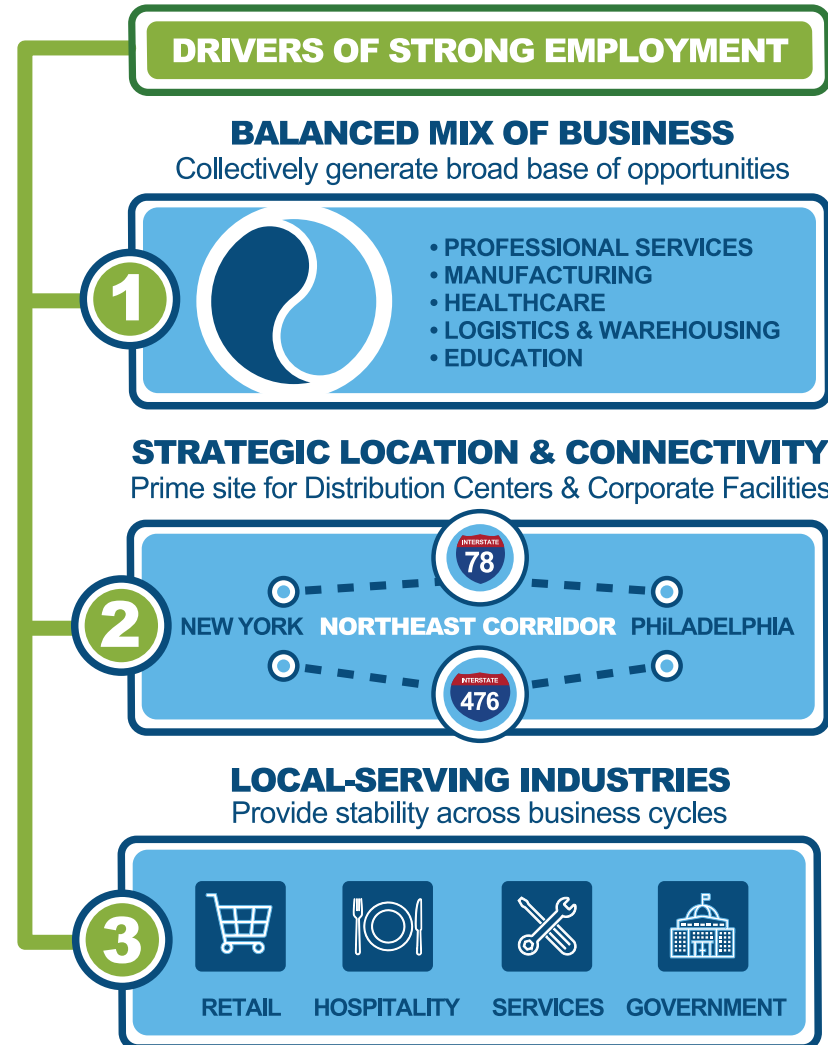 DRIVERS OF STRONG EMPLOYMENT
BALANCED MIX OF BUSINESS
Collectively generate broad base of opportunities
1
• PROFESSIONAL SERVICES
• MANUFACTURING
• HEALTHCARE
• LOGISTICS & WAREHOUSING
• EDUCATION
STRATEGIC LOCATION & CONNECTIVITY
Prime site for Distribution Centers & Corporate Facilities
2
INTERSTATE
78
NEW YORK NORTHEAST CORRIDOR PHiLADELPHIA
INTERSTATE
476
LOCAL-SERVING INDUSTRIES
Provide stability across business cycles
3
RETAIL HOSPITALITY SERVICES GOVERNMENT